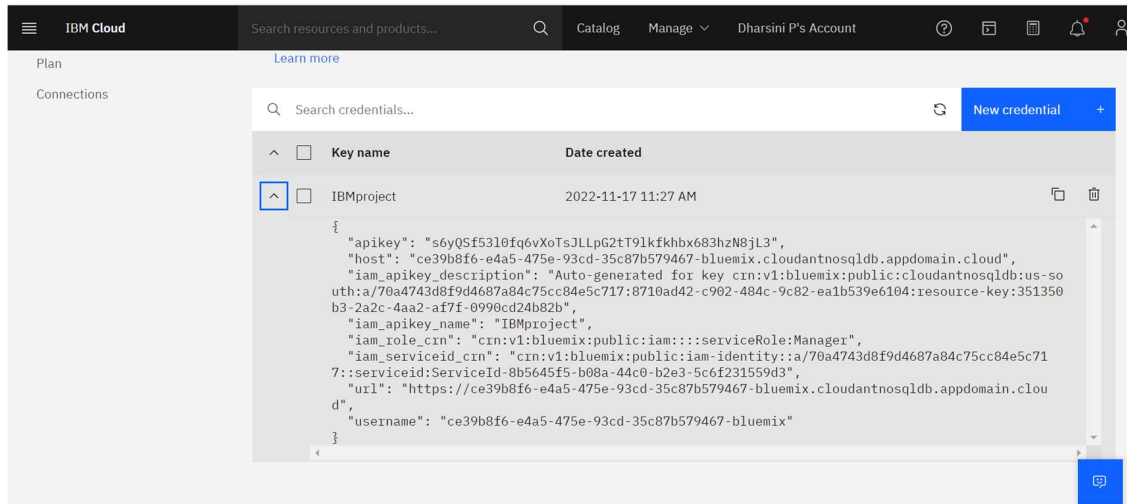 IBM Cloud
Search resources and products...
Catalog
Manage
Dharsini P's Account
Plan
Connections
Learn more
Search credentials...
New credential +
Key name
Date created
IBMproject
2022-11-17 11:27 AM
{
"apikey": "s6yQSf53l0fq6vXoTsJLLpG2tT9lkfkhbx683hzN8jL3",
"host": "ce39b8f6-e4a5-475e-93cd-35c87b579467-bluemix.cloudantnosqldb.appdomain.cloud",
"iam_apikey_description": "Auto-generated for key crn:v1:bluemix:public:cloudantnosqldb:us-so
uth:a/70a4743d8f9d4687a84c75cc84e5c717:8710ad42-c902-484c-9c82-ea1b539e6104:resource-key:351350
b3-2a2c-4aa2-af7f-0990cd24b82b",
"iam_apikey_name": "IBMproject",
"iam_role_crn": "crn:v1:bluemix:public:iam::::serviceRole:Manager",
"iam_serviceid_crn": "crn:v1:bluemix:public:iam-identity::a/70a4743d8f9d4687a84c75cc84e5c71
7::serviceid:ServiceId-8b5645f5-b08a-44c0-b2e3-5c6f231559d3",
"url": "https://ce39b8f6-e4a5-475e-93cd-35c87b579467-bluemix.cloudantnosqldb.appdomain.clou
d",
"username": "ce39b8f6-e4a5-475e-93cd-35c87b579467-bluemix"
}